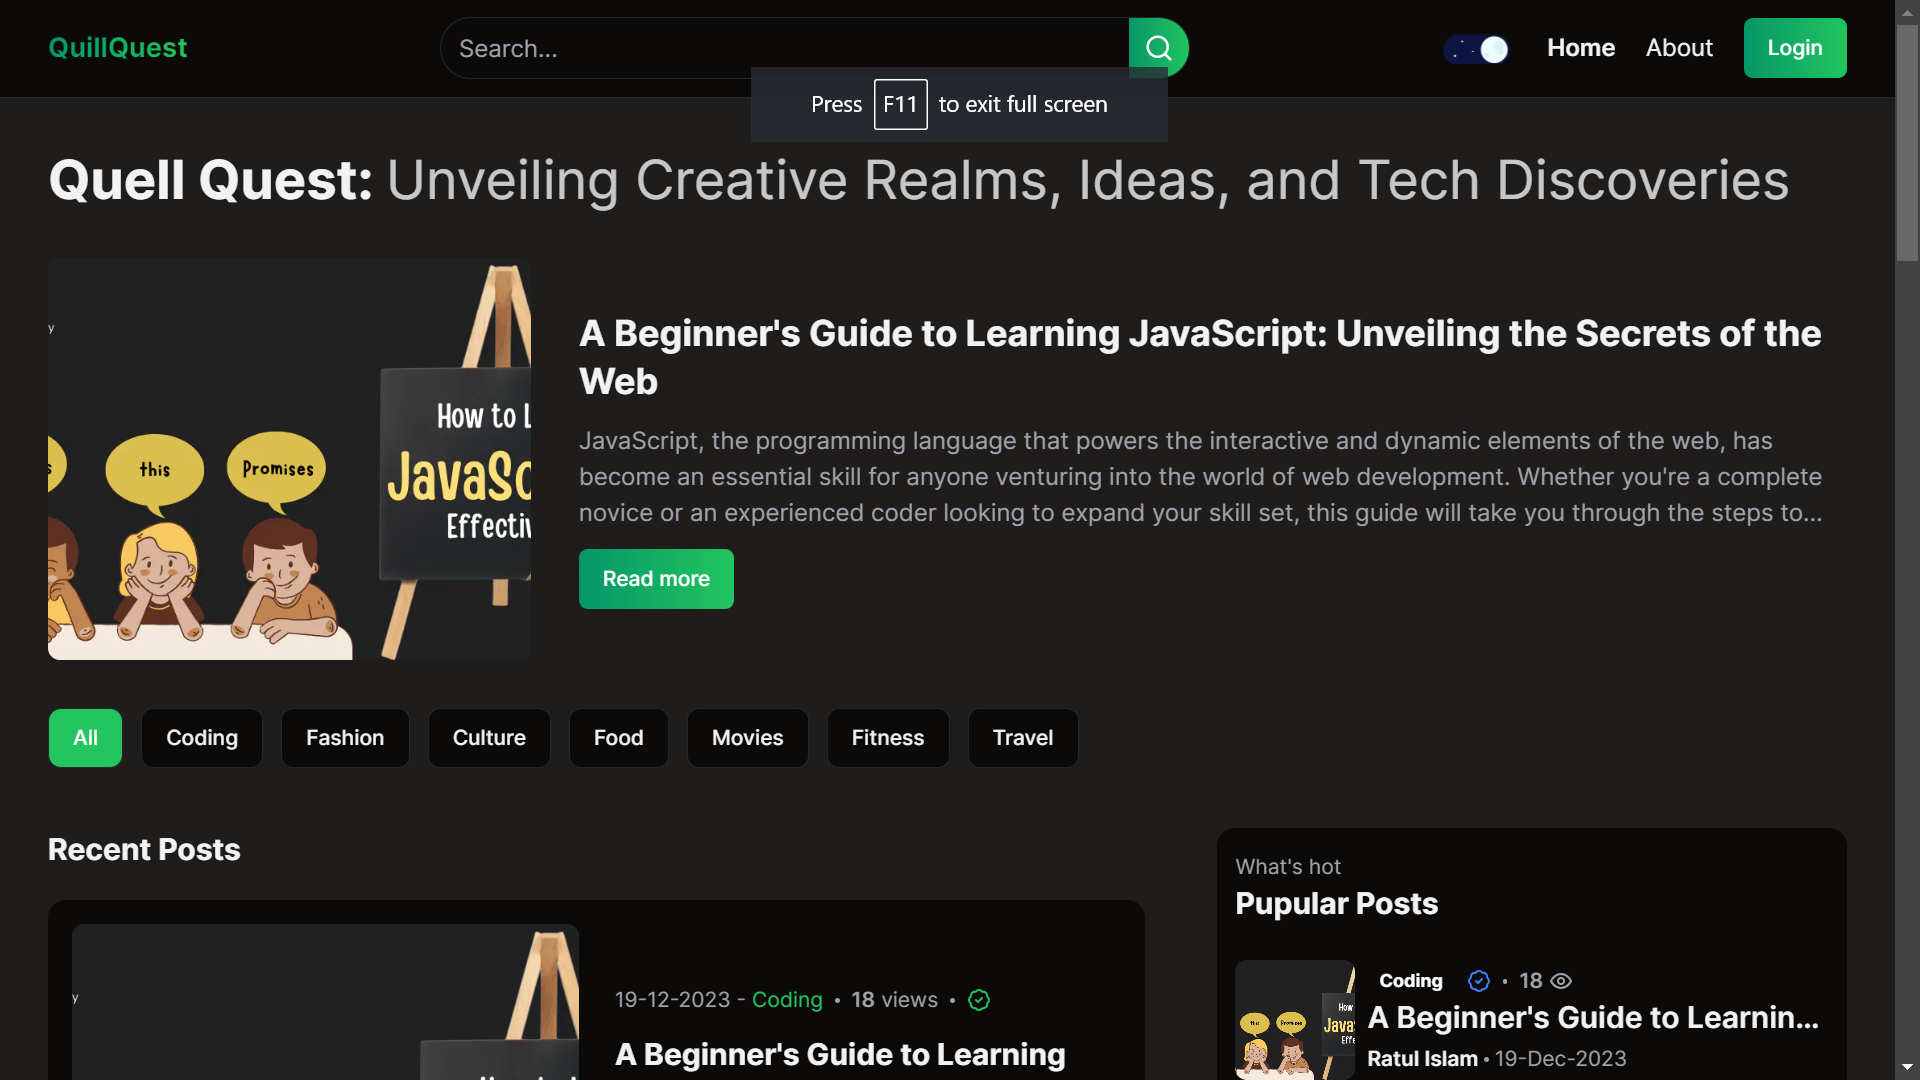 QuillQuest
Search...
Home
About
Login
Press F11 to exit full screen
Quell Quest: Unveiling Creative Realms, Ideas, and Tech Discoveries
y
this
Promises
How to L
JavaSc
Effectiv
A Beginner's Guide to Learning JavaScript: Unveiling the Secrets of the
Web
JavaScript, the programming language that powers the interactive and dynamic elements of the web, has
become an essential skill for anyone venturing into the world of web development. Whether you're a complete
novice or an experienced coder looking to expand your skill set, this guide will take you through the steps to...
Read more
All
Coding
Fashion
Culture
Food
Movies
Fitness
Travel
Recent Posts
y
19-12-2023 - Coding • 18 views •
A Beginner's Guide to Learning
What's hot
Pupular Posts
this
Promises
How
Java
Effe
Coding • 18
A Beginner's Guide to Learnin...
Ratul Islam • 19-Dec-2023